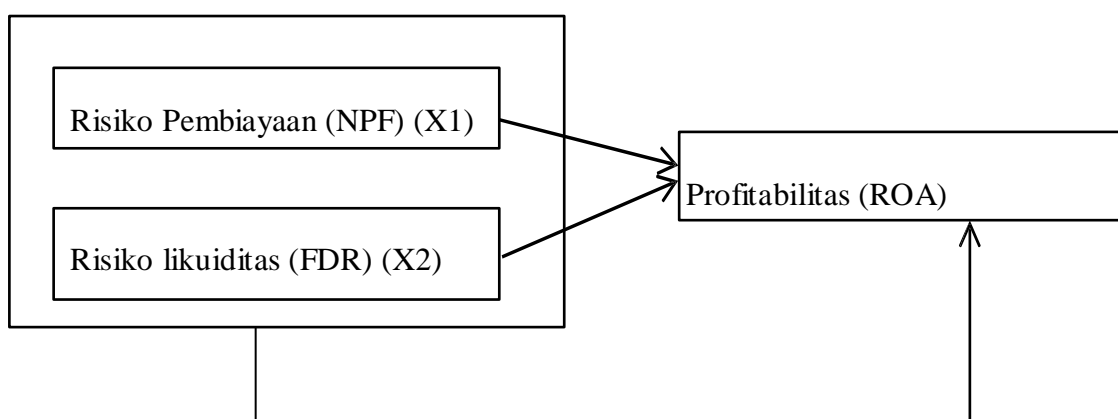 Risiko Pembiayaan (NPF) (X1)
Profitabilitas (ROA)
Risiko likuiditas (FDR) (X2)